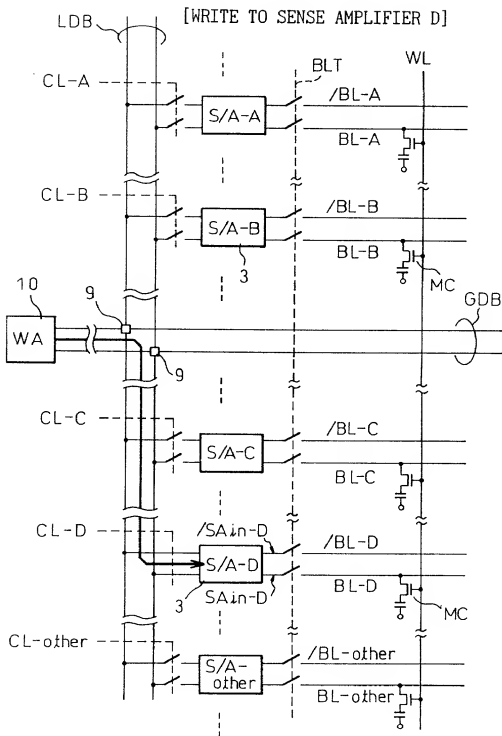 [WRITE TO SENSE AMPLIFIER D]
LDB
BLT
WL
CL-A
S/A-A
/BL-A
BL-A
CL-B
S/A-B
/BL-B
BL-B
3
MC
10
9
WA
GDB
9
CL-C
S/A-C
/BL-C
BL-C
CL-D
/SAin-D
/BL-D
S/A-D
BL-D
3
SAin-D
MC
CL-other
S/A-
other
/BL-other
BL-other